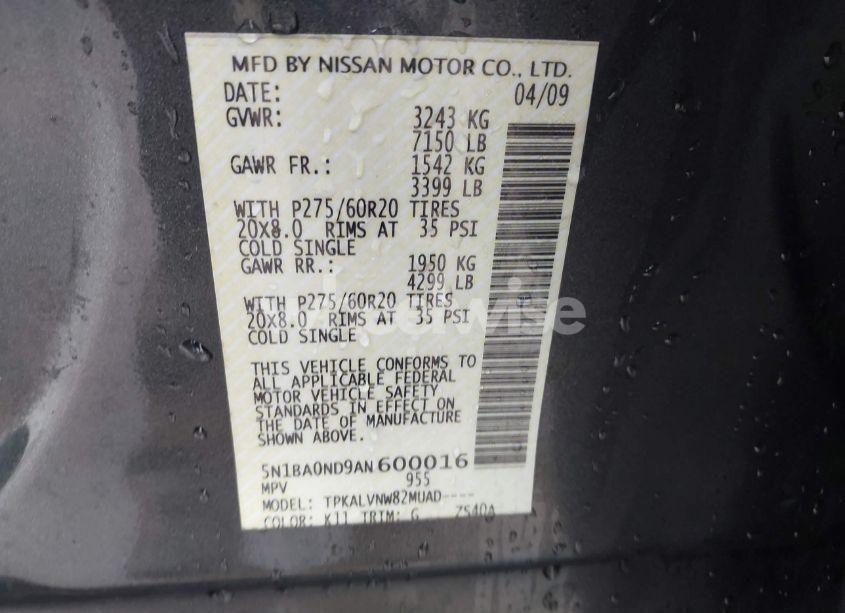 MFD BY NISSAN MOTOR CO., LTD.
DATE: 04/09
GVWR: 3243 KG
7150 LB
GAWR FR.: 1542 KG
3399 LB
WITH P275/60R20 TIRES
20X8.0 RIMS AT 35 PSI
COLD SINGLE
GAWR RR.: 1950 KG
4299 LB
WITH P275/60R20 TIRES
20X8.0 RIMS AT 35 PSI
COLD SINGLE
THIS VEHICLE CONFORMS TO
ALL APPLICABLE FEDERAL
MOTOR VEHICLE SAFETY
STANDARDS IN EFFECT ON
THE DATE OF MANUFACTURE
SHOWN ABOVE.
5N1BA0ND9AN600016
MPV 955
MODEL: TPKALVNW82MUAD----
COLOR: K11 TRIM: G ZS40A